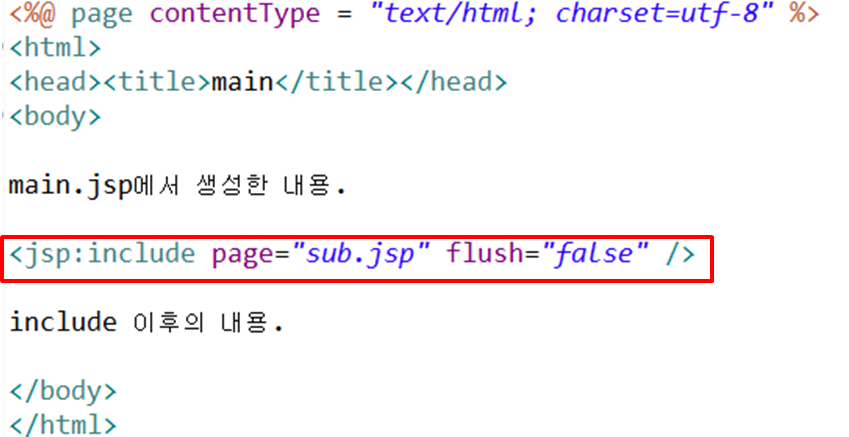 <%@ page contentType = "text/html; charset=utf-8" %>
<html>
<head><title>main</title></head>
<body>
main.jsp에서 생성한 내용.
<jsp:include page="sub.jsp" flush="false" />
include 이후의 내용.
</body>
</html>